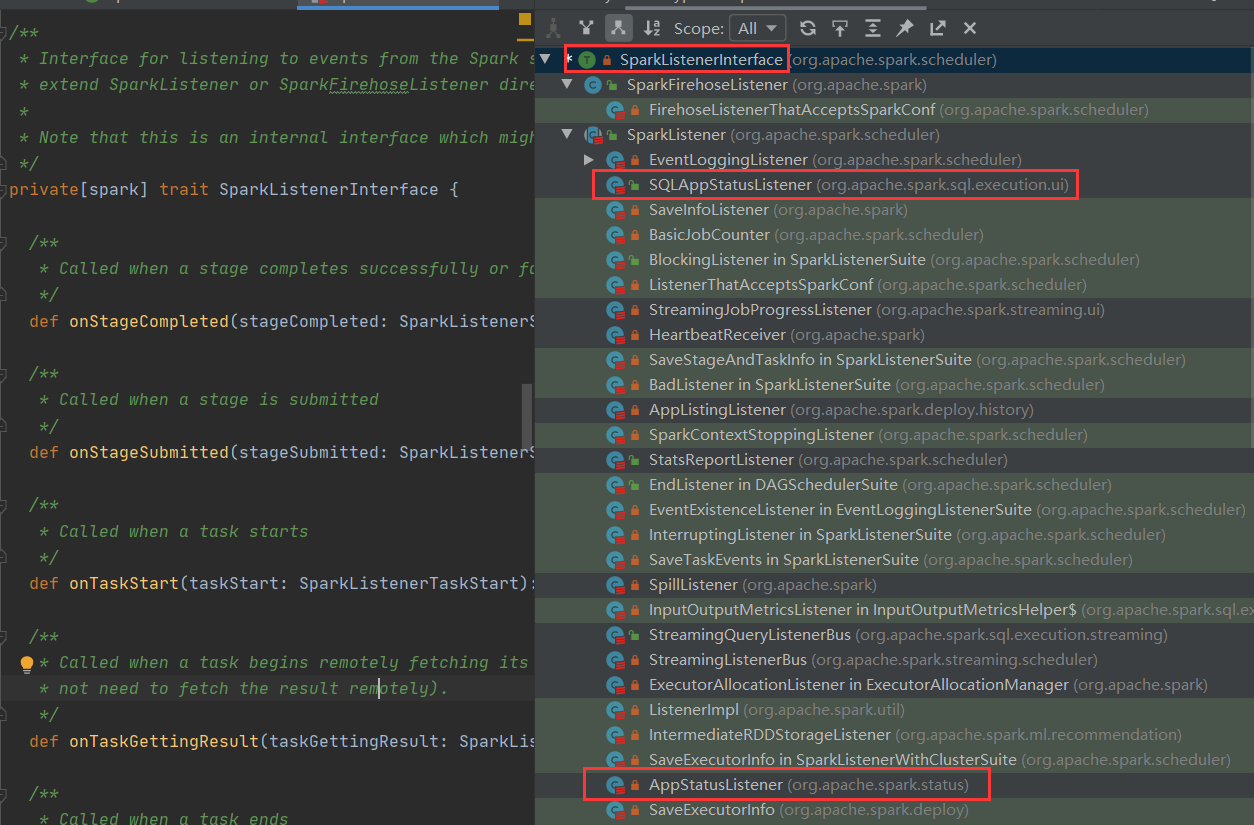 /**
* Interface for listening to events from the Spark s
* extend SparkListener or SparkFirehoseListener dire
*
* Note that this is an internal interface which migh
*/
private[spark] trait SparkListenerInterface {
/**
* Called when a stage completes successfully or fa
*/
def onStageCompleted(stageCompleted: SparkListenerS
/**
* Called when a stage is submitted
*/
def onStageSubmitted(stageSubmitted: SparkListenerS
/**
* Called when a task starts
*/
def onTaskStart(taskStart: SparkListenerTaskStart):
/**
* Called when a task begins remotely fetching its
* not need to fetch the result remotely).
*/
def onTaskGettingResult(taskGettingResult: SparkLis
/**
* Called when a task ends
Scope: All
* SparkListenerInterface (org.apache.spark.scheduler)
SparkFirehoseListener (org.apache.spark)
FirehoseListenerThatAcceptsSparkConf (org.apache.spark.scheduler)
SparkListener (org.apache.spark.scheduler)
EventLoggingListener (org.apache.spark.scheduler)
SQLAppStatusListener (org.apache.spark.sql.execution.ui)
SaveInfoListener (org.apache.spark)
BasicJobCounter (org.apache.spark.scheduler)
BlockingListener in SparkListenerSuite (org.apache.spark.scheduler)
ListenerThatAcceptsSparkConf (org.apache.spark.scheduler)
StreamingJobProgressListener (org.apache.spark.streaming.ui)
HeartbeatReceiver (org.apache.spark)
SaveStageAndTaskInfo in SparkListenerSuite (org.apache.spark.scheduler)
BadListener in SparkListenerSuite (org.apache.spark.scheduler)
AppListingListener (org.apache.spark.deploy.history)
SparkContextStoppingListener (org.apache.spark.scheduler)
StatsReportListener (org.apache.spark.scheduler)
EndListener in DAGSchedulerSuite (org.apache.spark.scheduler)
EventExistenceListener in EventLoggingListenerSuite (org.apache.spark.scheduler)
InterruptingListener in SparkListenerSuite (org.apache.spark.scheduler)
SaveTaskEvents in SparkListenerSuite (org.apache.spark.scheduler)
SpillListener (org.apache.spark)
InputOutputMetricsListener in InputOutputMetricsHelper$ (org.apache.spark.sql.ex
StreamingQueryListenerBus (org.apache.spark.sql.execution.streaming)
StreamingListenerBus (org.apache.spark.streaming.scheduler)
ExecutorAllocationListener in ExecutorAllocationManager (org.apache.spark)
ListenerImpl (org.apache.spark.util)
IntermediateRDDStorageListener (org.apache.spark.ml.recommendation)
SaveExecutorInfo in SparkListenerWithClusterSuite (org.apache.spark.scheduler)
AppStatusListener (org.apache.spark.status)
SaveExecutorInfo (org.apache.spark.deploy)